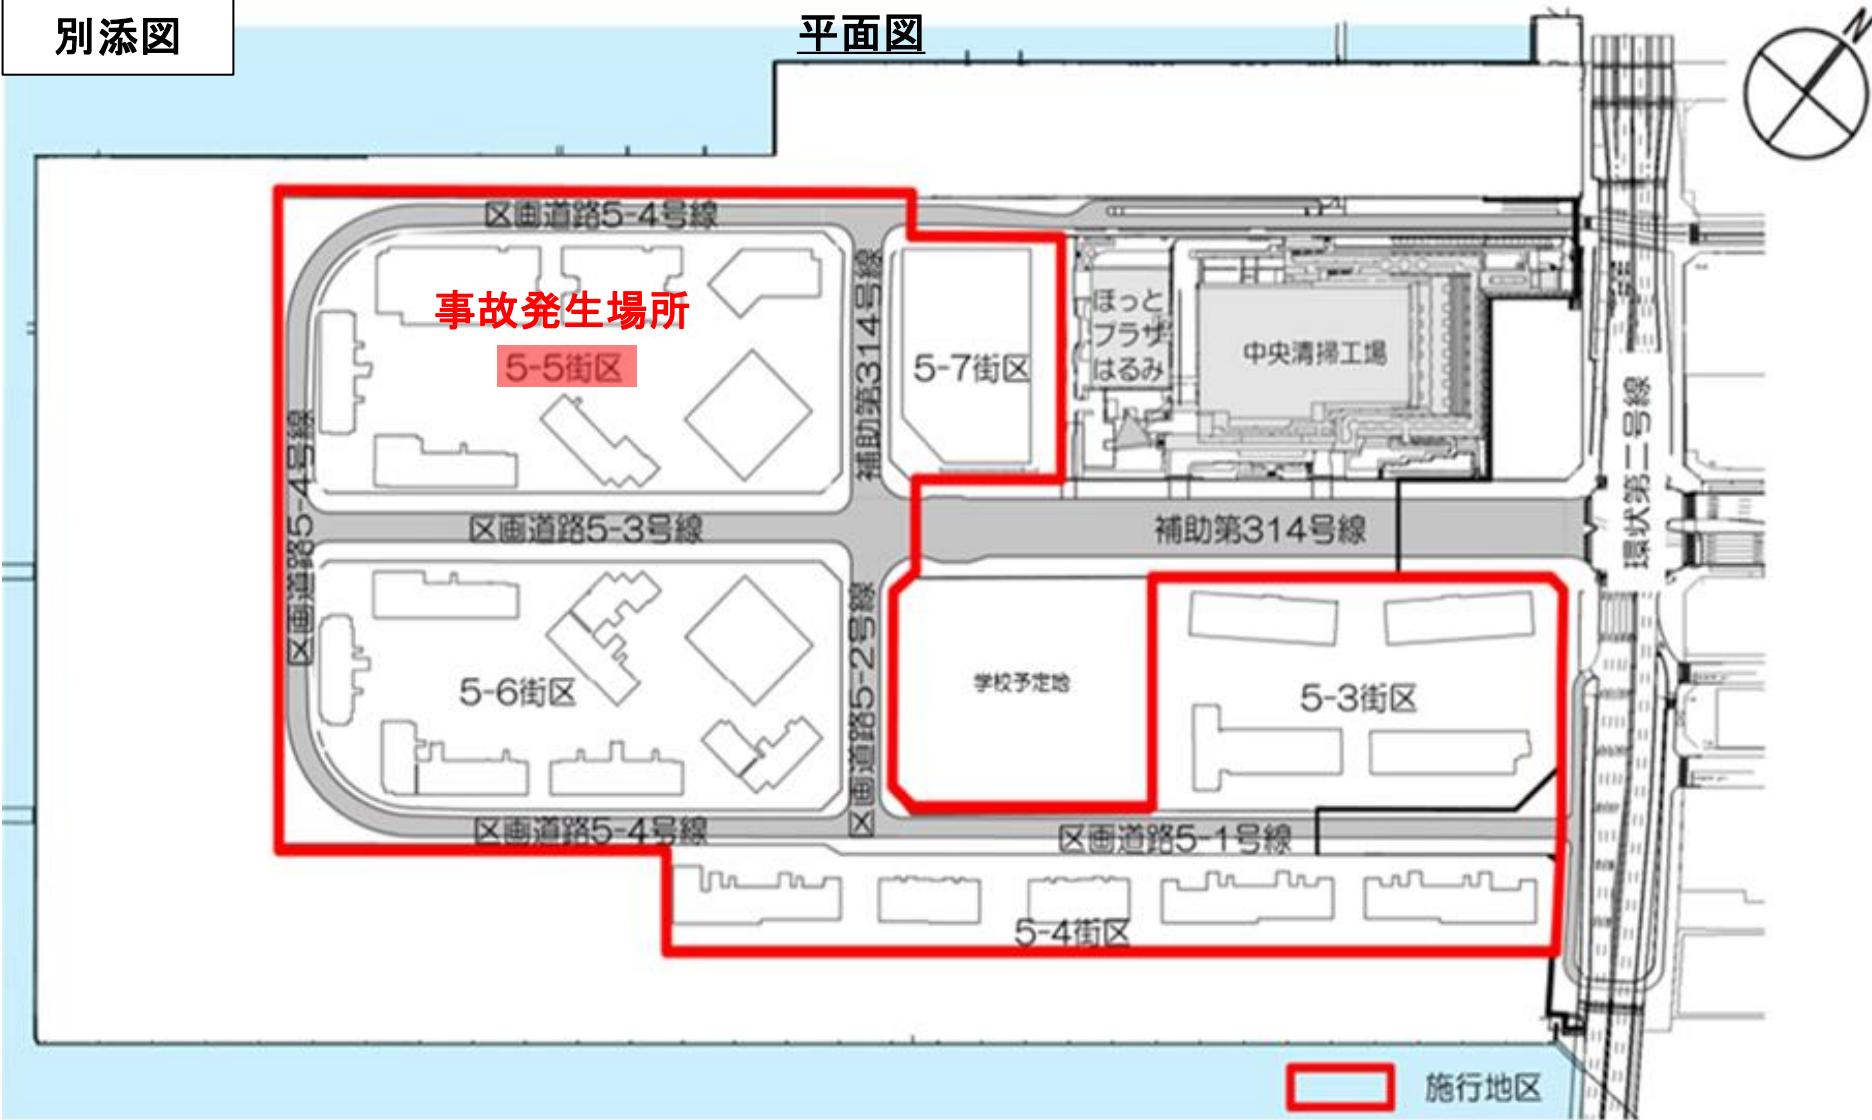 別添図
平面図
N
区画道路5-4号線
事故発生場所
5-5街区
補助第314号線
5-7街区
ほっと
プラザ
はるみ
中央清掃工場
環状第二号線
区画道路5-4号線
区画道路5-3号線
補助第314号線
5-6街区
区画道路5-2号線
学校予定地
5-3街区
区画道路5-4号線
区画道路5-1号線
5-4街区
施行地区